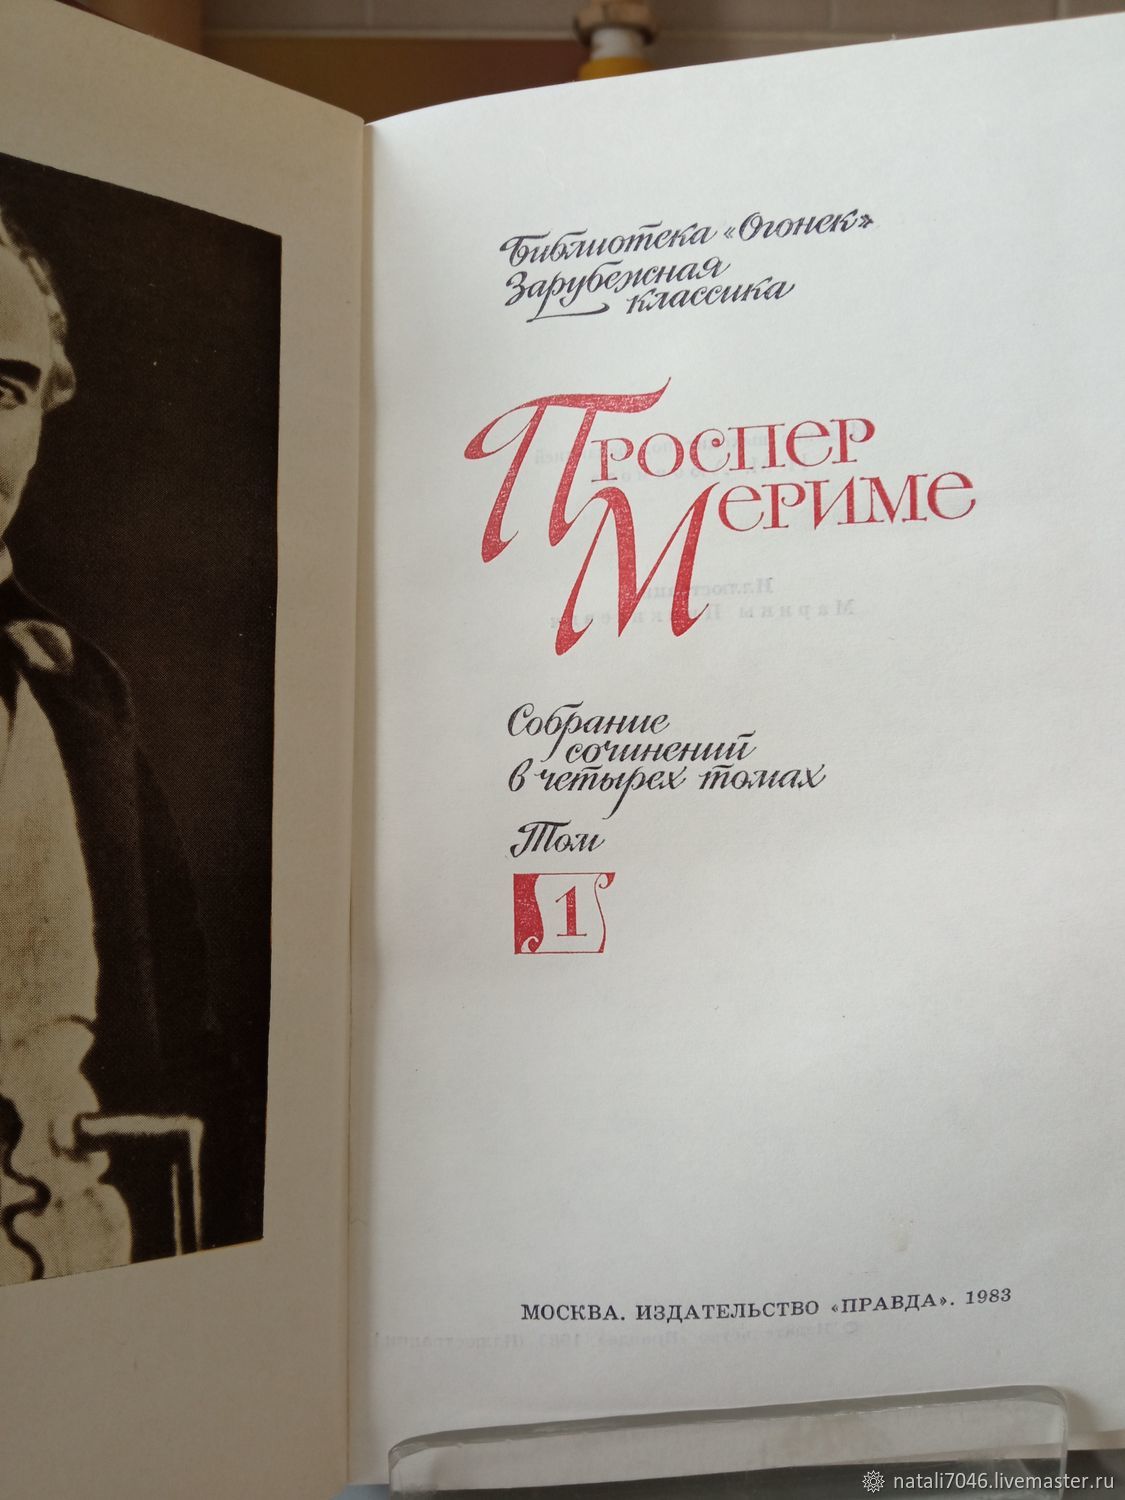 Библиотека «Огонек»
Зарубежная
классика
Проспер
Мериме
Собрание
сочинений
в четырех томах
Том
1
МОСКВА. ИЗДАТЕЛЬСТВО «ПРАВДА». 1983
natali7046.livemaster.ru